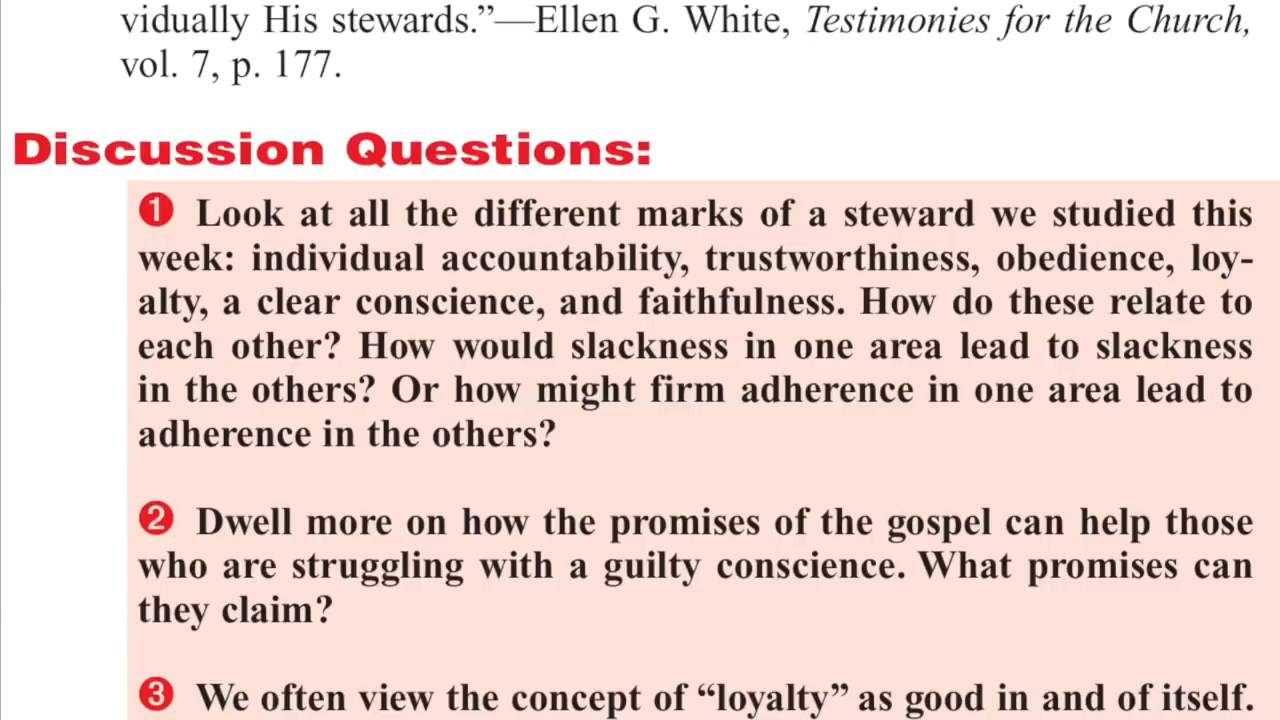 vidually His stewards.”—Ellen G. White, Testimonies for the Church,
vol. 7, p. 177.
Discussion Questions:
1 Look at all the different marks of a steward we studied this
week: individual accountability, trustworthiness, obedience, loy-
alty, a clear conscience, and faithfulness. How do these relate to
each other? How would slackness in one area lead to slackness
in the others? Or how might firm adherence in one area lead to
adherence in the others?
2 Dwell more on how the promises of the gospel can help those
who are struggling with a guilty conscience. What promises can
they claim?
3 We often view the concept of “loyalty” as good in and of itself.